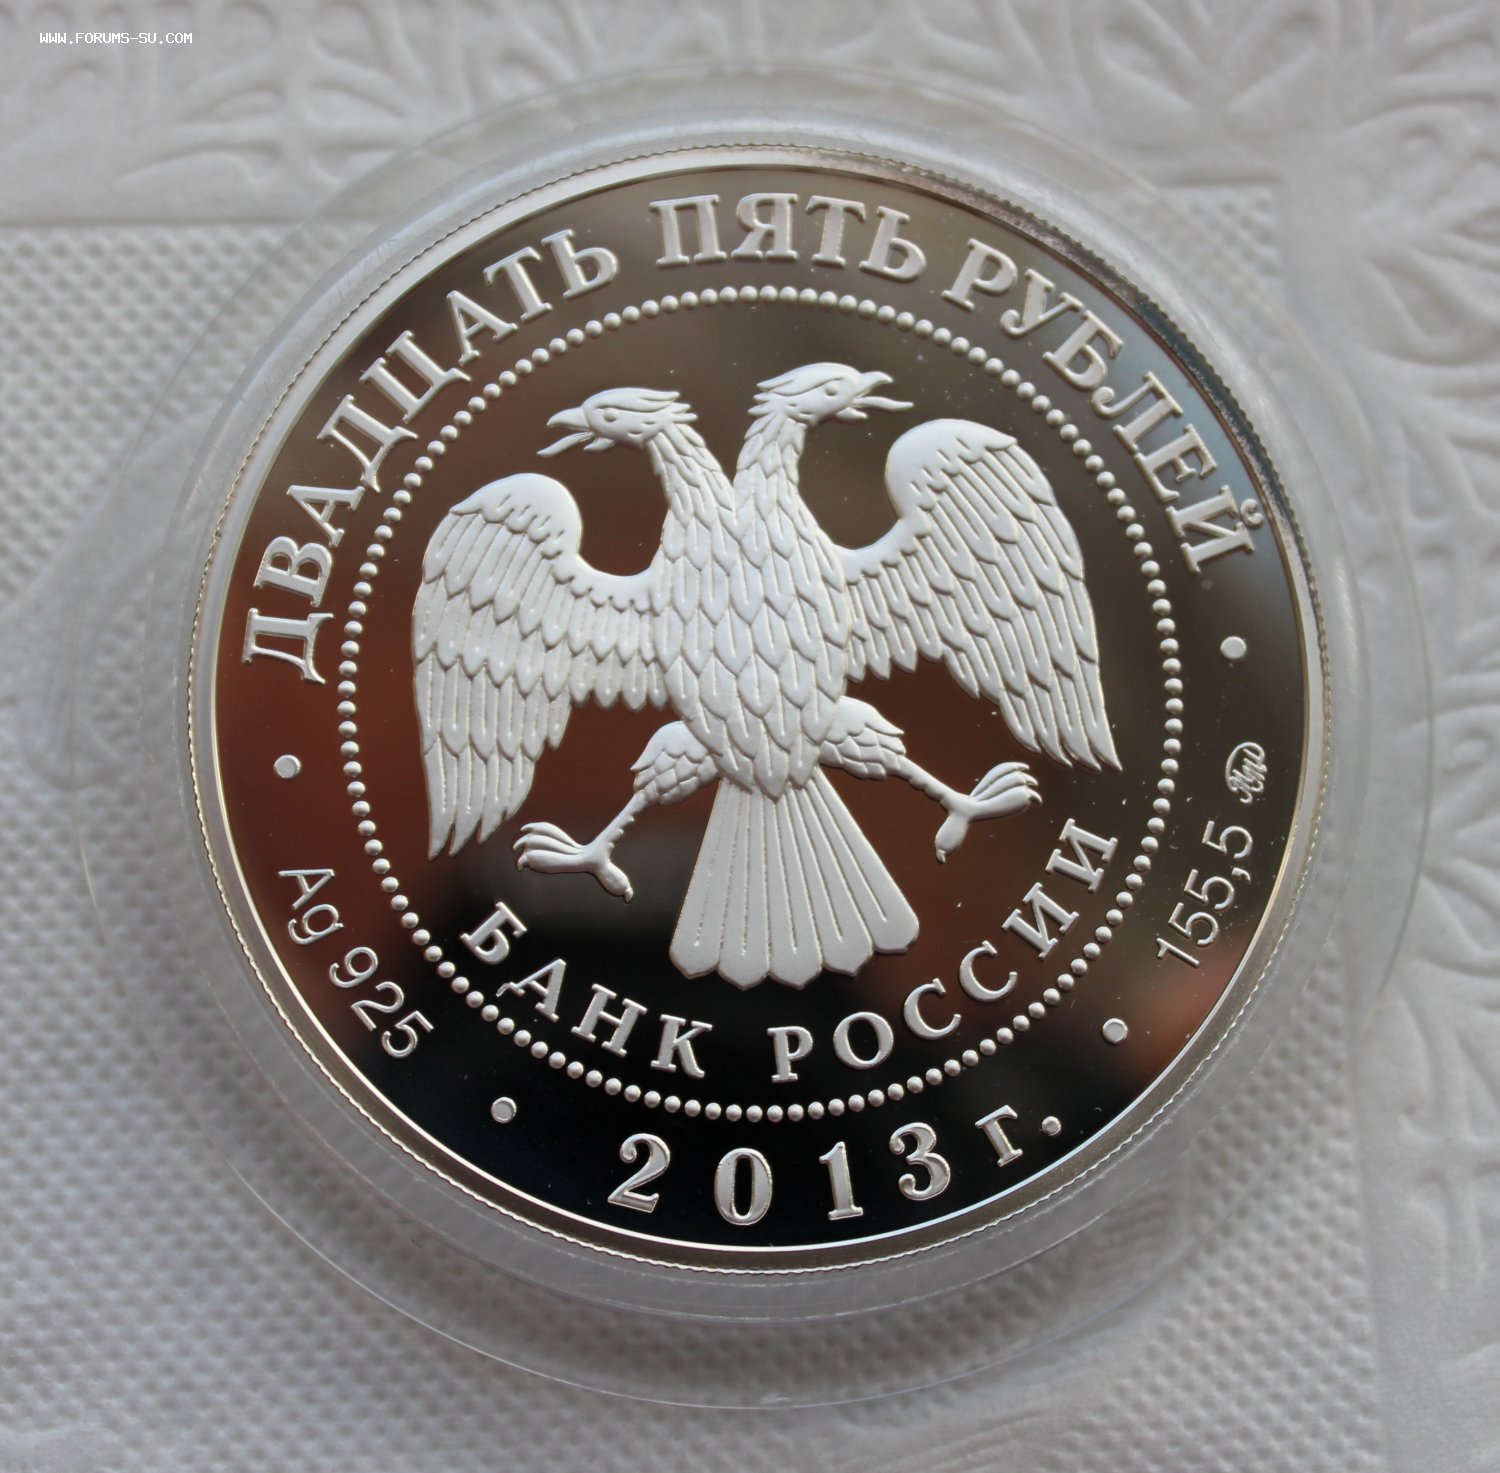 WWW.FORUMS-SU.COM
ДВАДЦАТЬ ПЯТЬ РУБЛЕЙ
БАНК РОССИИ
Ag 925
2013 г.
155,5